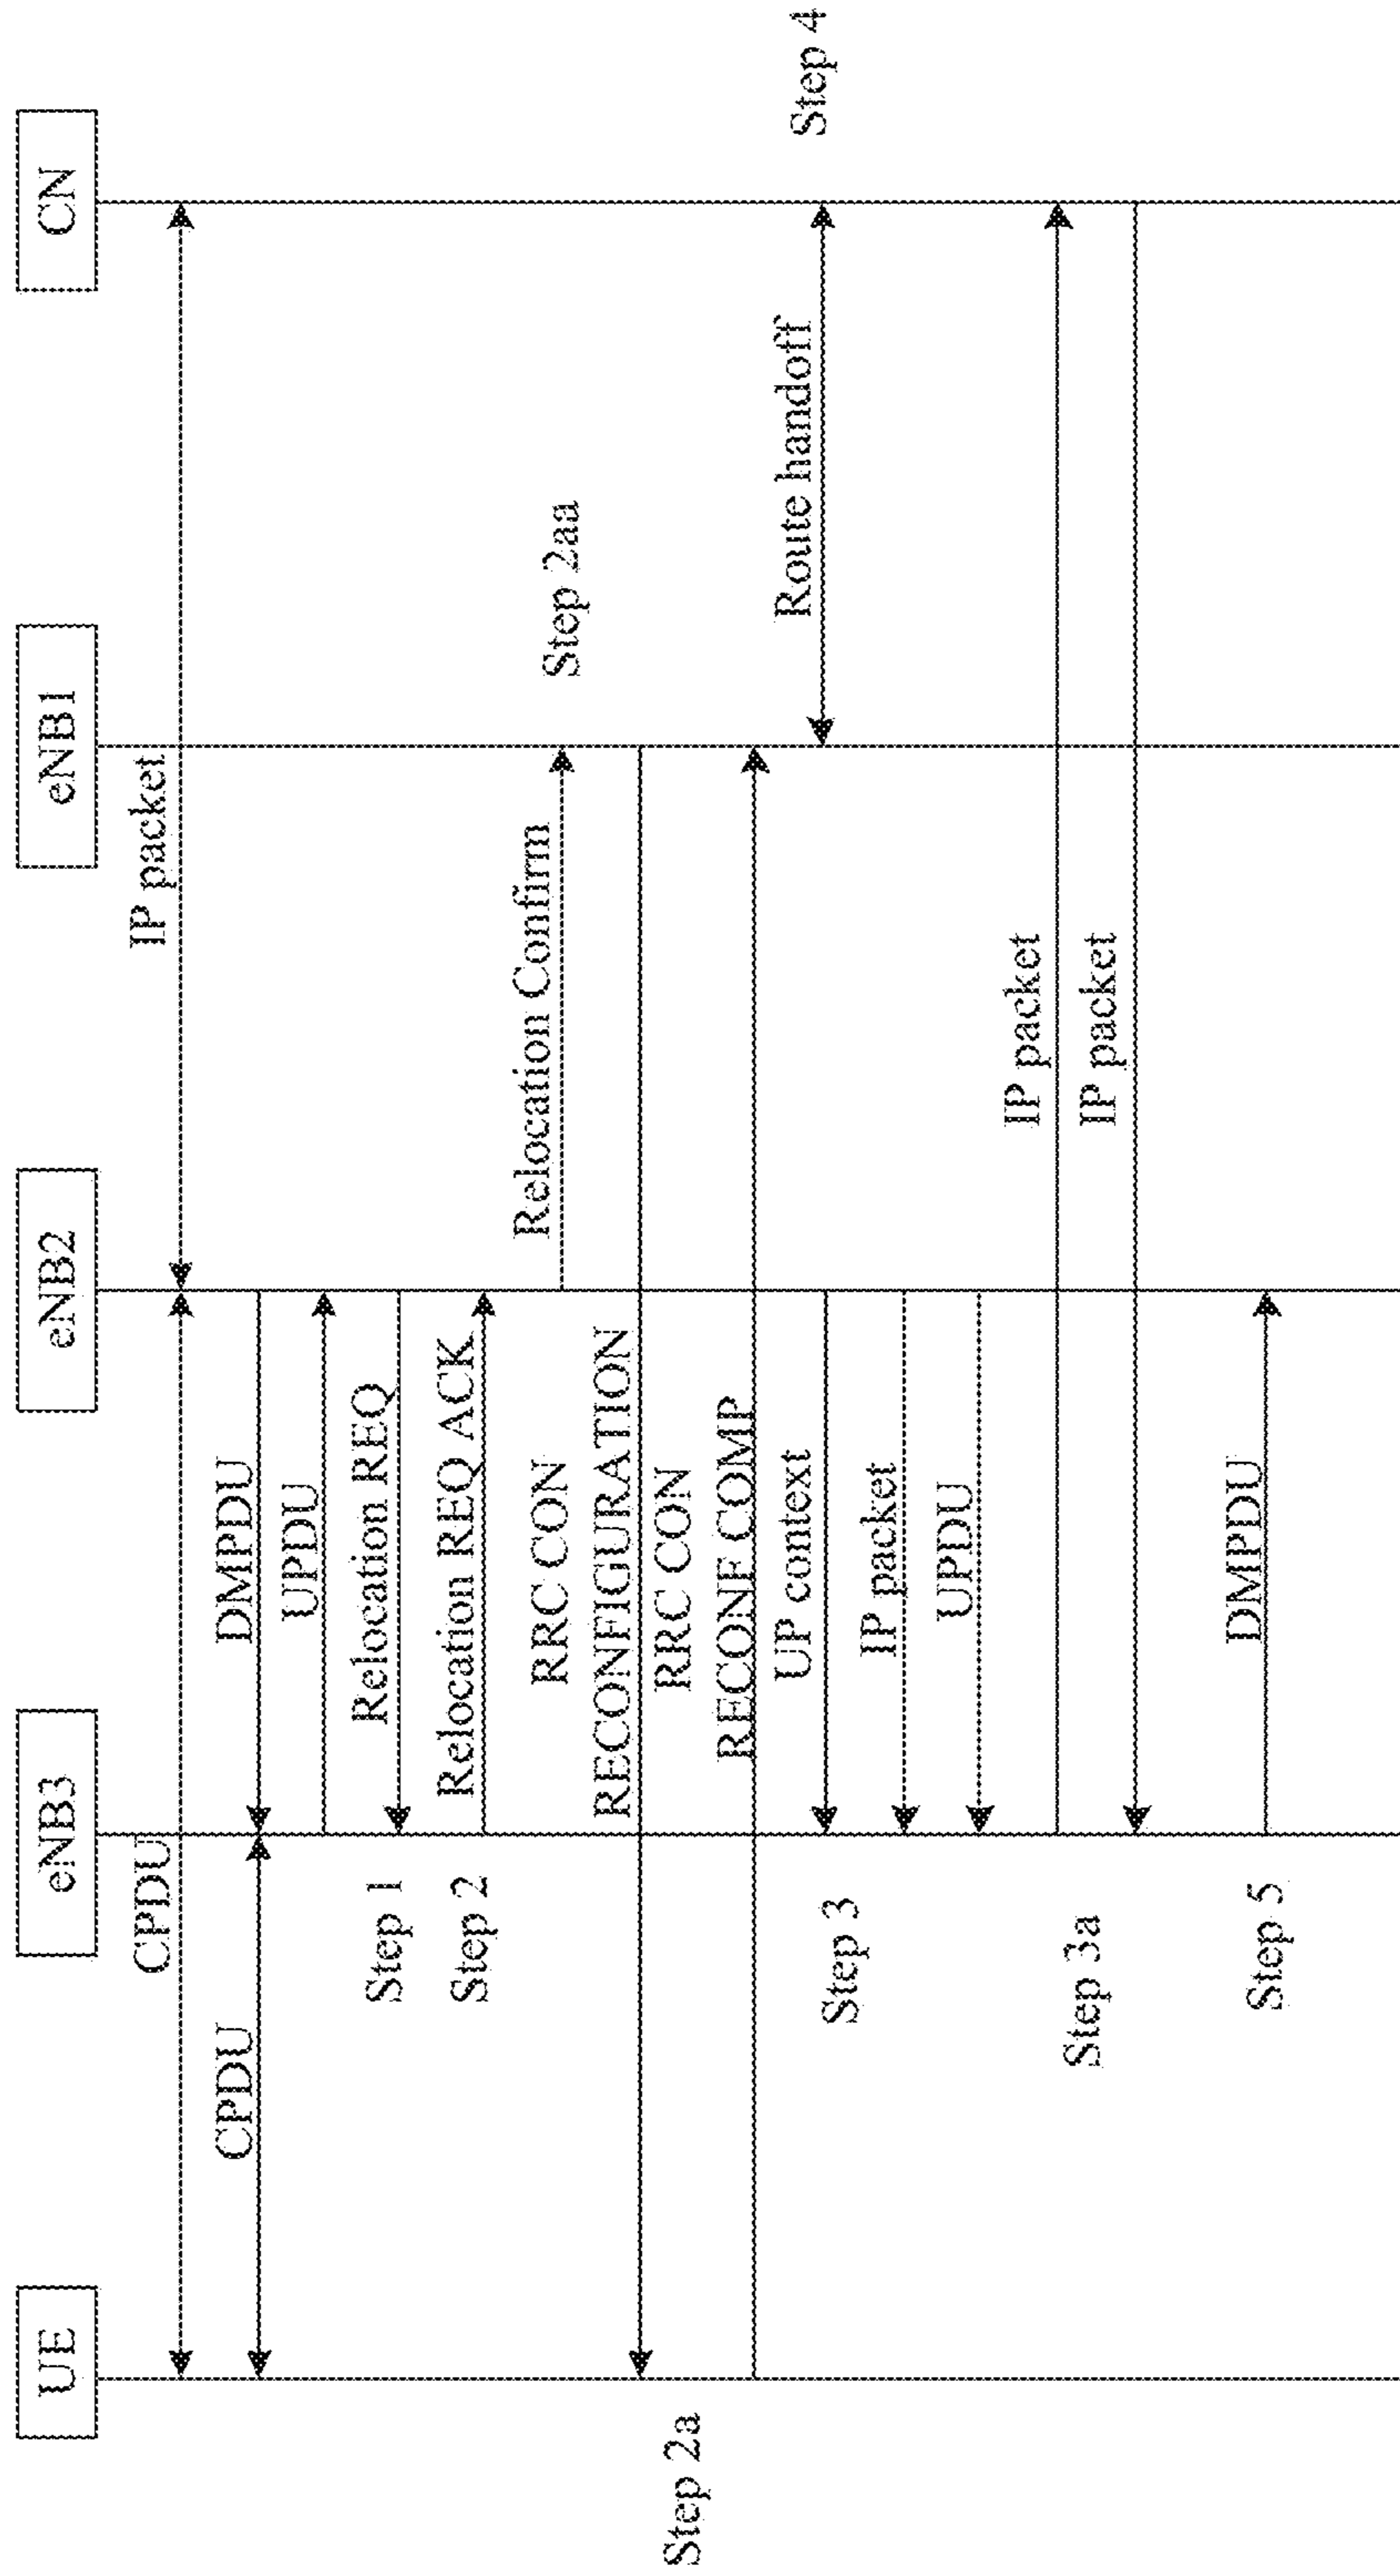 UE
eNB3
eNB2
eNB1
CN
CPDU
IP packet
CPDU
DMPDU
UPDU
Step 1
Relocation REQ
Step 2
Relocation REQ ACK
Relocation Confirm
Step 2aa
Step 2a
RRC CON
RECONFIGURATION
RRC CON
RECONF COMP
Step 3
UP context
Route handoff
Step 4
IP packet
UPDU
Step 3a
IP packet
IP packet
Step 5
DMPDU